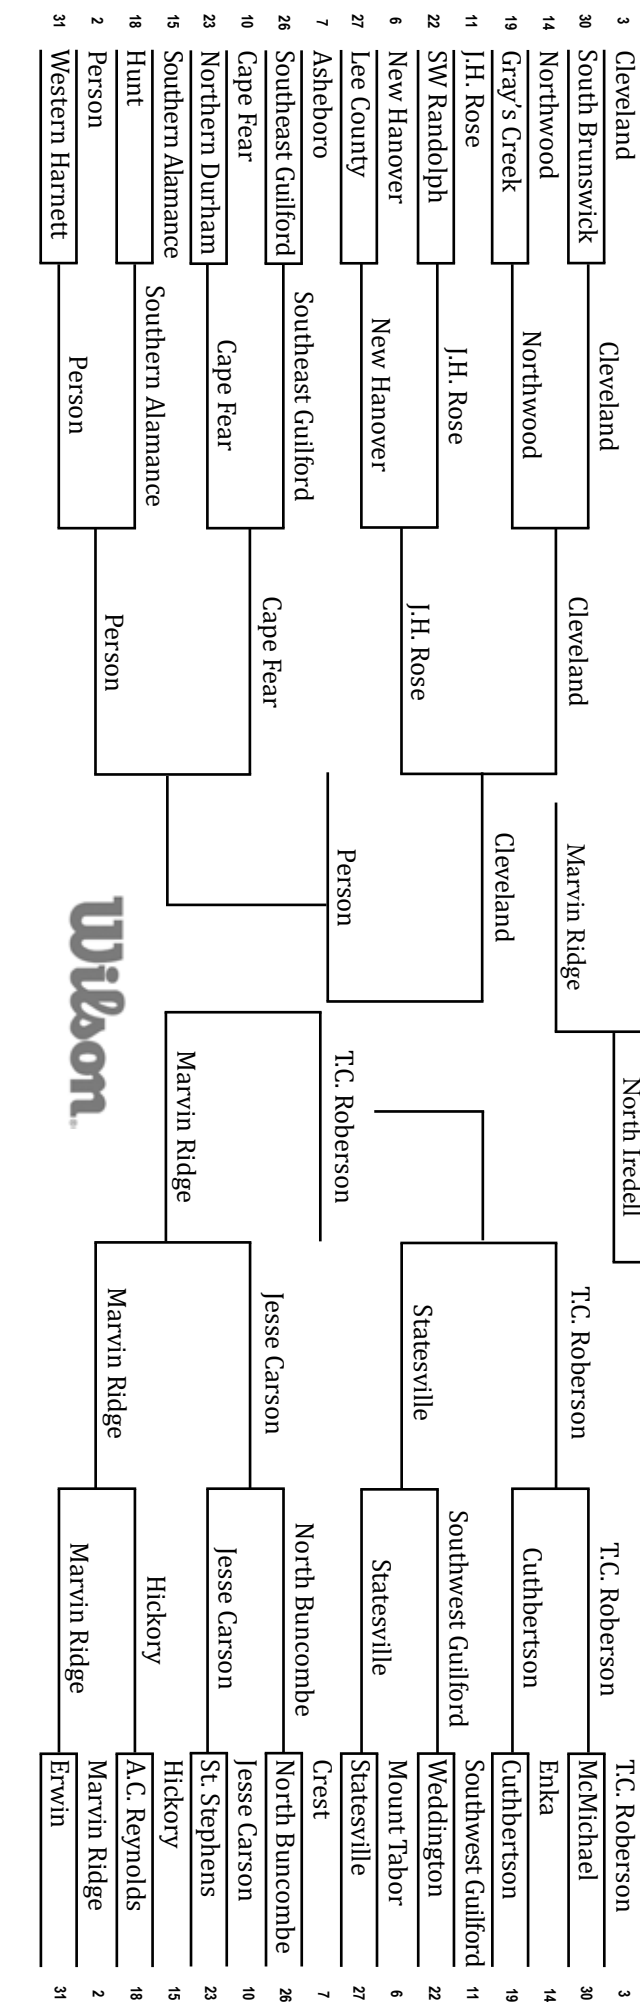 3 Cleveland
30 South Brunswick
14 Northwood
19 Gray's Creek
11 J.H. Rose
22 SW Randolph
6 New Hanover
27 Lee County
7 Asheboro
26 Southeast Guilford
10 Cape Fear
23 Northern Durham
15 Southern Alamance
18 Hunt
2 Person
31 Western Harnett
Cleveland
Northwood
J.H. Rose
New Hanover
Southeast Guilford
Cape Fear
Southern Alamance
Person
Cleveland
J.H. Rose
Cape Fear
Person
Cleveland
Person
Marvin Ridge
North Iredell
Wilson
T.C. Roberson
Marvin Ridge
T.C. Roberson
Statesville
Jesse Carson
Marvin Ridge
T.C. Roberson
Cuthbertson
Southwest Guilford
Statesville
North Buncombe
Jesse Carson
Hickory
Marvin Ridge
T.C. Roberson 3
McMichael 30
Enka 14
Cuthbertson 19
Southwest Guilford 11
Weddington 22
Mount Tabor 6
Statesville 27
Crest 7
North Buncombe 26
Jesse Carson 10
St. Stephens 23
Hickory 15
A.C. Reynolds 18
Marvin Ridge 2
Erwin 31